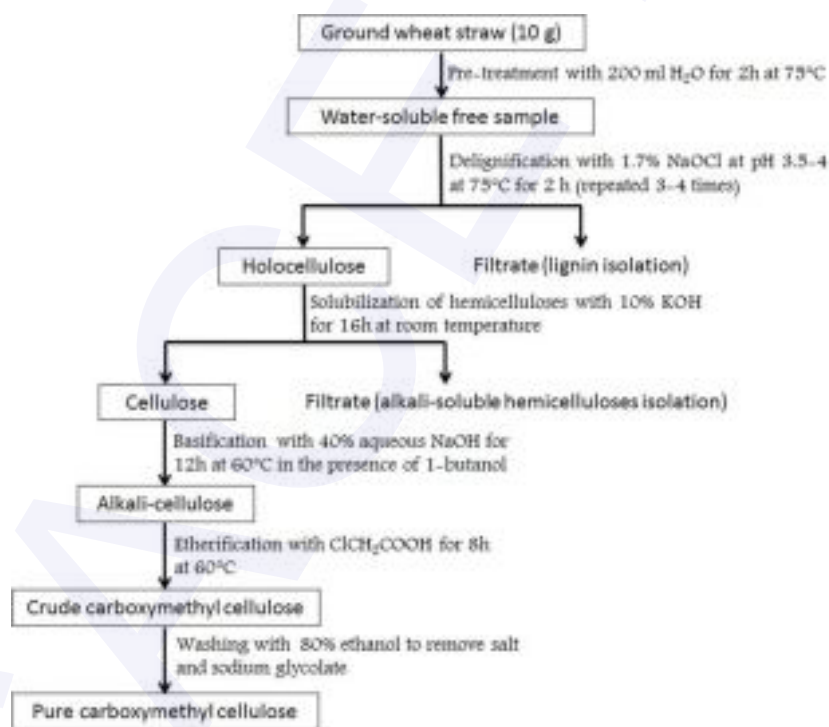 Ground wheat straw (10 g)
Pre-treatment with 200 ml H₂O for 2h at 75°C
Water-soluble free sample
Delignification with 1.7% NaOCl at pH 3.5-4
at 75°C for 2 h (repeated 3-4 times)
Holocellulose
Filtrate (lignin isolation)
Solubilization of hemicelluloses with 10% KOH
for 16h at room temperature
Cellulose
Filtrate (alkali-soluble hemicelluloses isolation)
Basification with 40% aqueous NaOH for
12h at 60°C in the presence of 1-butanol
Alkali-cellulose
Etherification with ClCH₂COOH for 8h
at 60°C
Crude carboxymethyl cellulose
Washing with 80% ethanol to remove salt
and sodium glycolate
Pure carboxymethyl cellulose